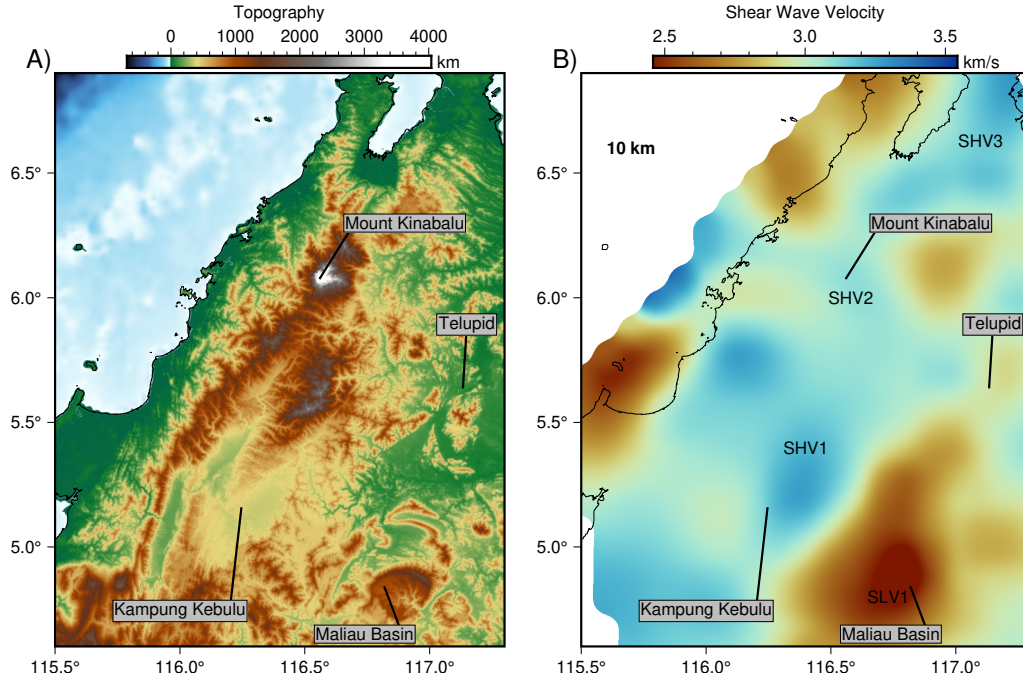 Topography
0 1000 2000 3000 4000
km
A)
6.5°
6.0°
5.5°
5.0°
115.5° 116.0° 116.5° 117.0°
Mount Kinabalu
Telupid
Kampung Kebulu
Maliau Basin
Shear Wave Velocity
2.5 3.0 3.5
km/s
B)
10 km
SHV3
Mount Kinabalu
SHV2
Telupid
SHV1
SLV1
Kampung Kebulu
Maliau Basin
6.5°
6.0°
5.5°
5.0°
115.5° 116.0° 116.5° 117.0°